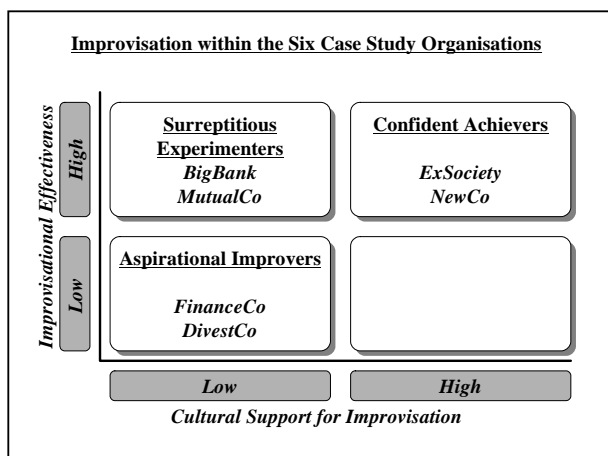 Improvisation within the Six Case Study Organisations
Improvisational Effectiveness
High
Surreptitious
Experimenters
BigBank
MutualCo
Confident Achievers
ExSociety
NewCo
Low
Aspirational Improvers
FinanceCo
DivestCo
Low
High
Cultural Support for Improvisation